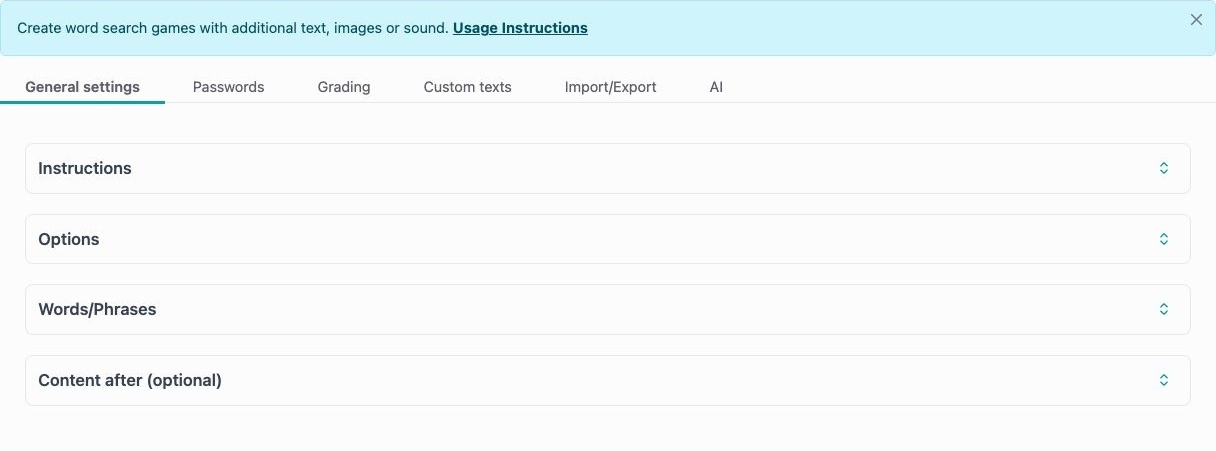 Create word search games with additional text, images or sound. Usage Instructions
General settings Passwords Grading Custom texts Import/Export AI
Instructions
Options
Words/Phrases
Content after (optional)